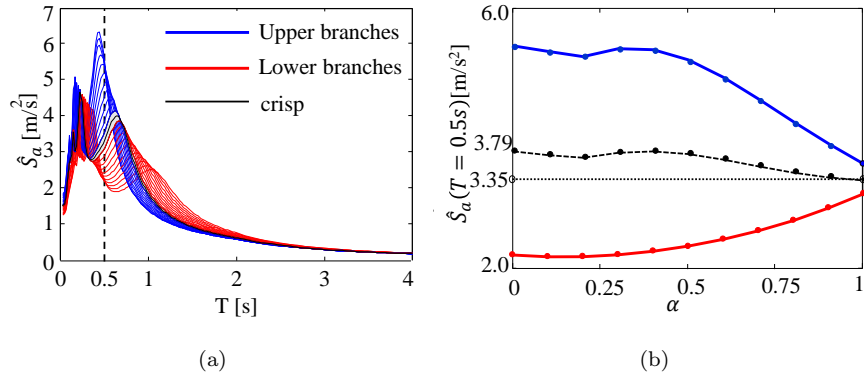 7
6
5
4
3
2
1
0
Ŝa [m/s²]
Upper branches
Lower branches
crisp
0 0.5 1 2 3 4
T [s]
(a)
6.0
3.79
3.35
2.0
Ŝa(T = 0.5s)[m/s²]
0 0.25 0.5 0.75 1
α
(b)